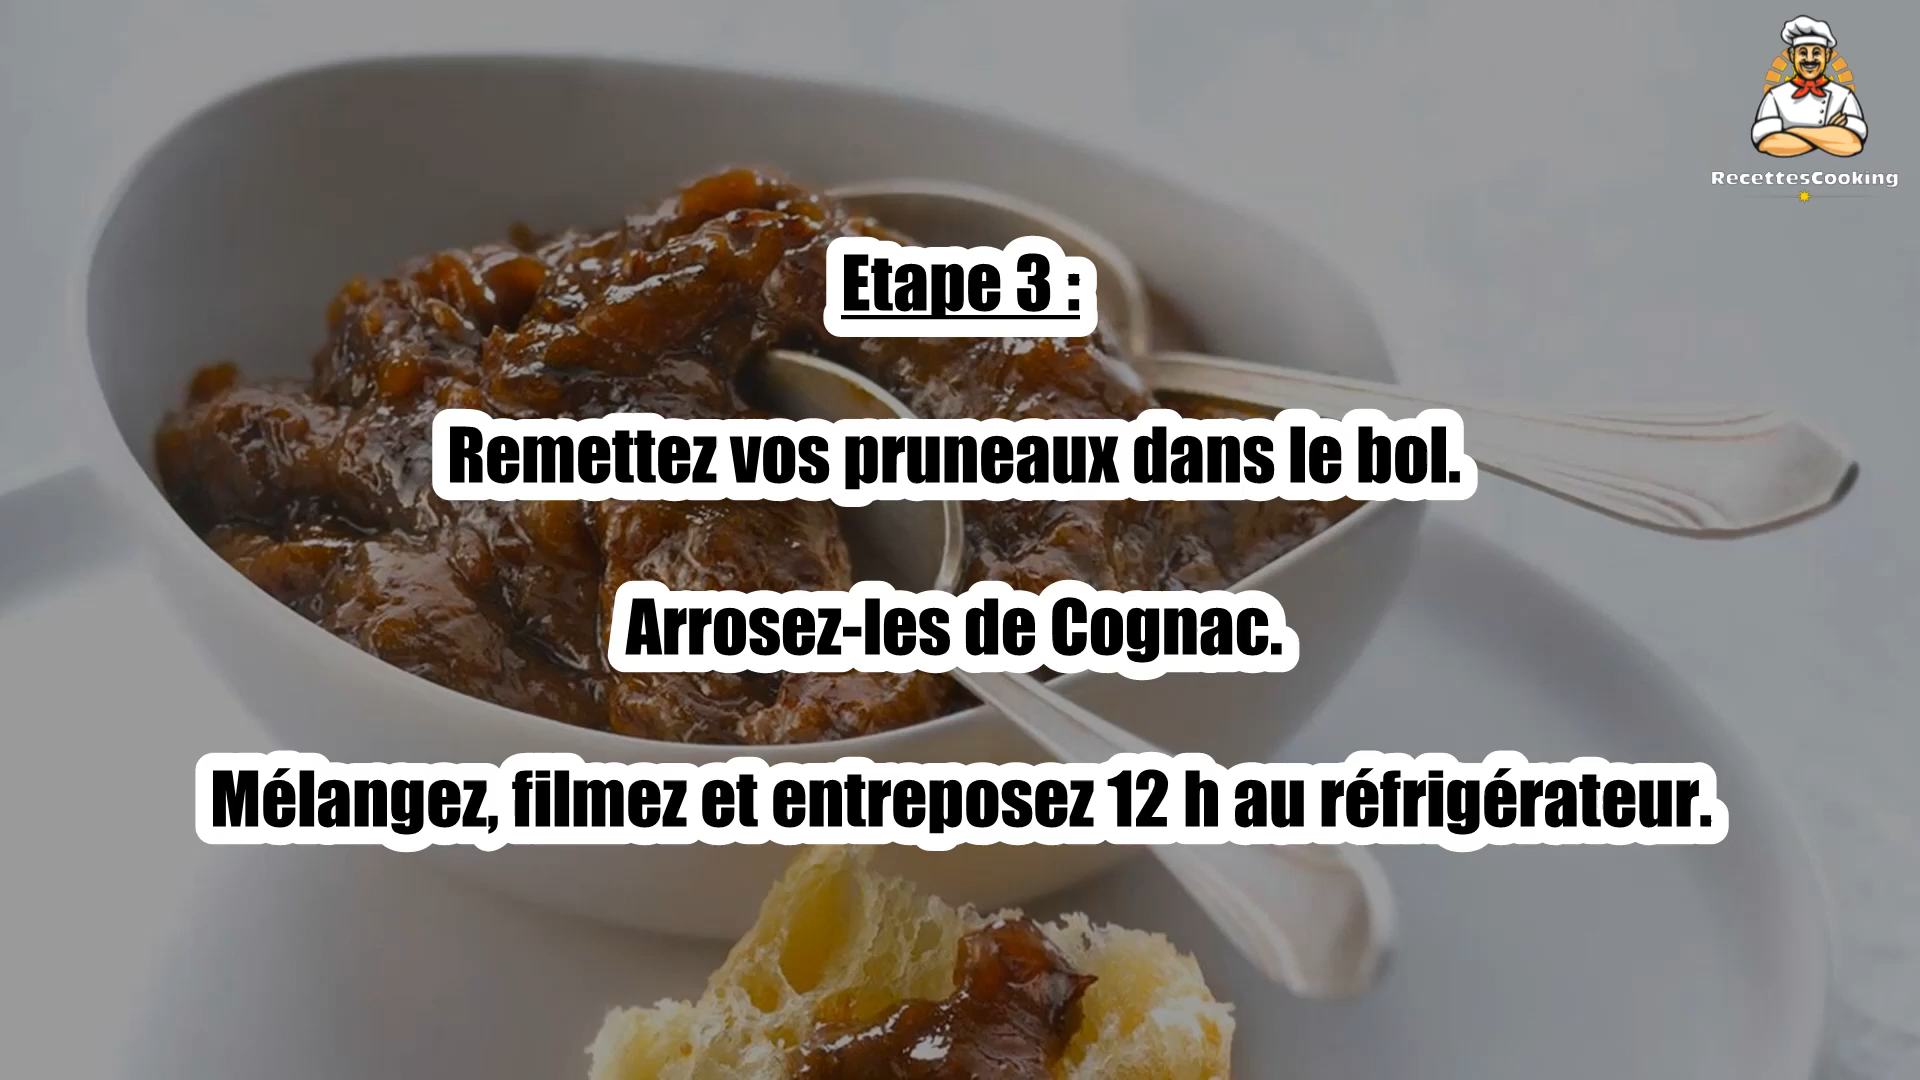 RecettesCooking
Etape 3 :
Remettez vos pruneaux dans le bol.
Arrosez-les de Cognac.
Mélangez, filmez et entreposez 12 h au réfrigérateur.